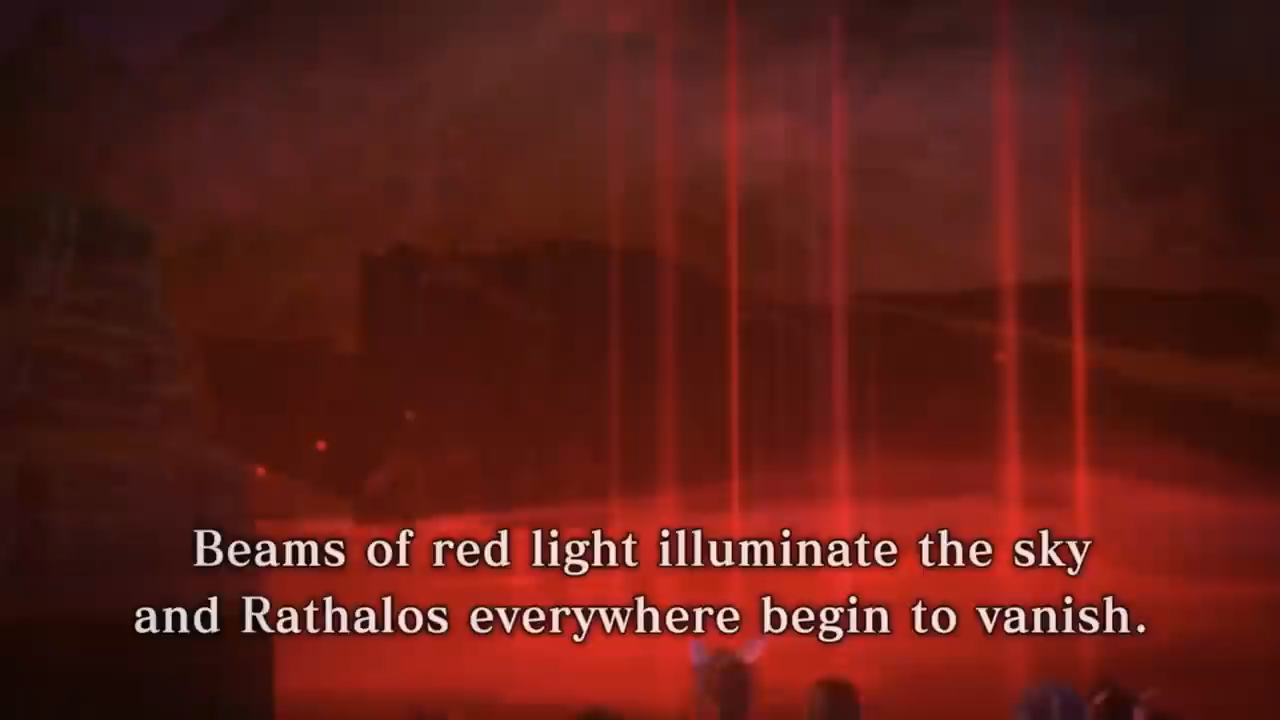 Beams of red light illuminate the sky
and Rathalos everywhere begin to vanish.